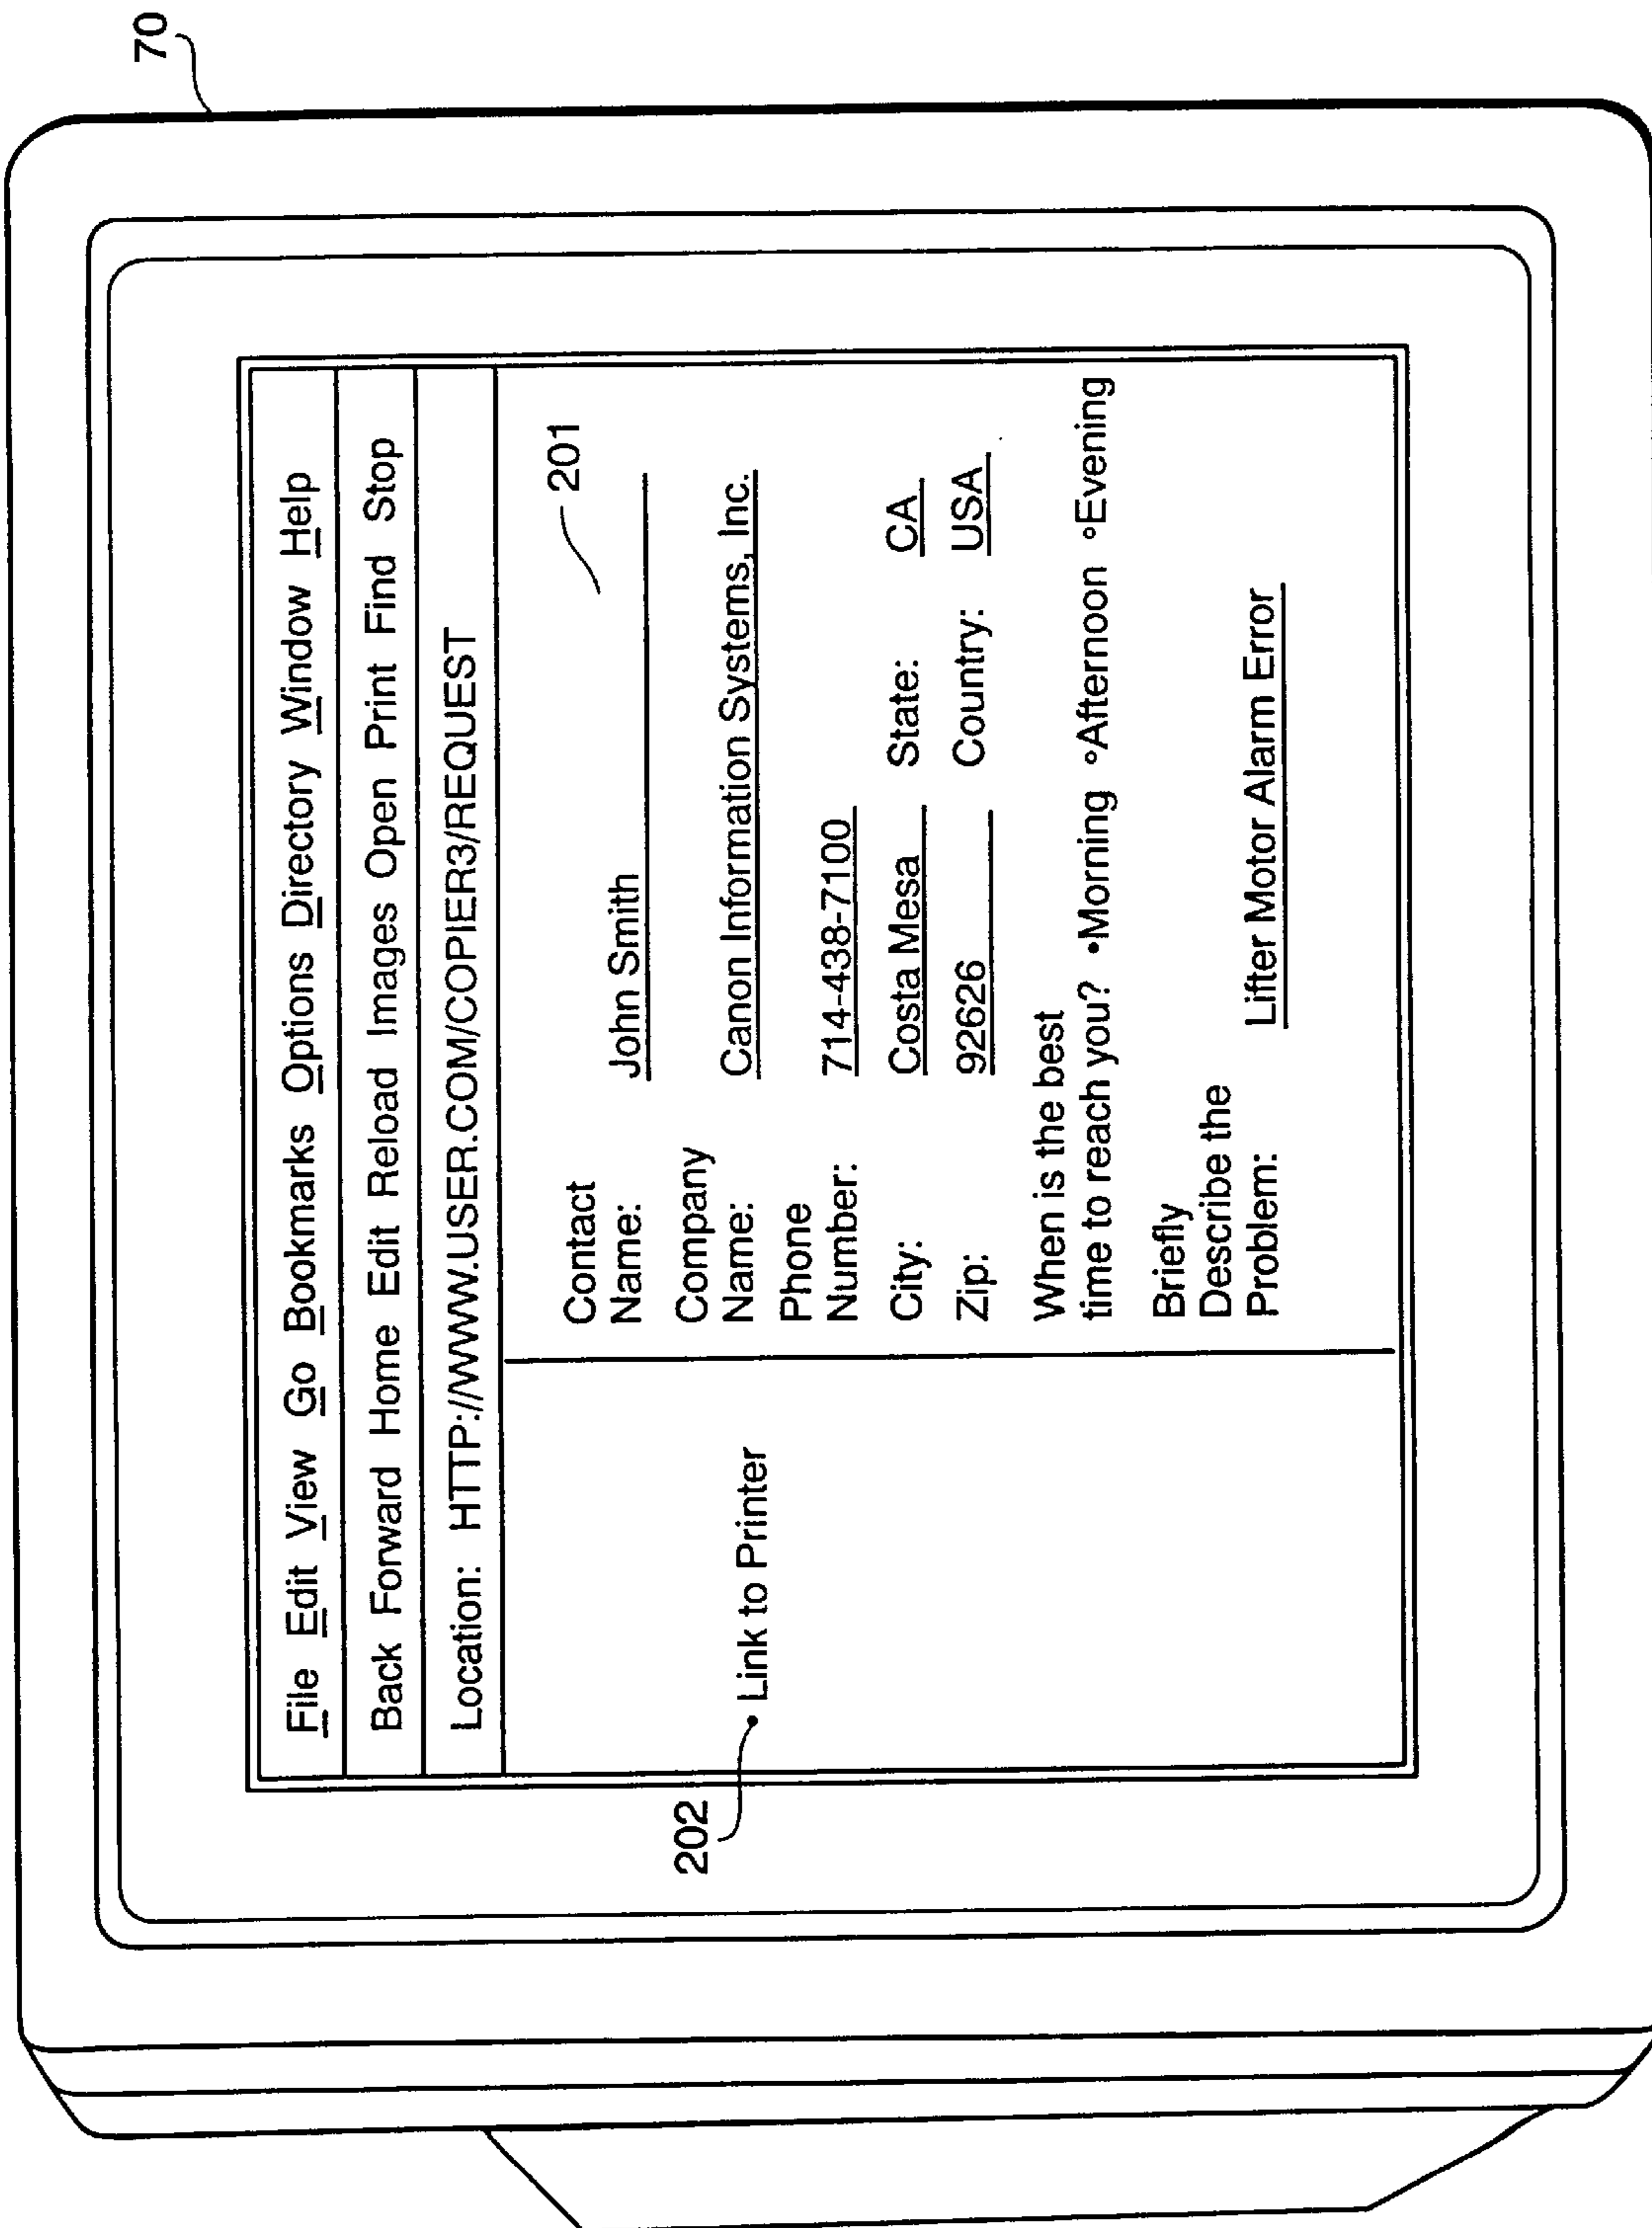 70
File Edit View Go Bookmarks Options Directory Window Help
Back Forward Home Edit Reload Images Open Print Find Stop
Location: HTTP://WWW.USER.COM/COPIER3/REQUEST
201
Contact
Name: John Smith
Company
Name: Canon Information Systems, Inc.
202 • Link to Printer
Phone
Number: 714-438-7100
City: Costa Mesa State: CA
Zip: 92626 Country: USA
When is the best
time to reach you? •Morning °Afternoon °Evening
Briefly
Describe the
Problem: Lifter Motor Alarm Error